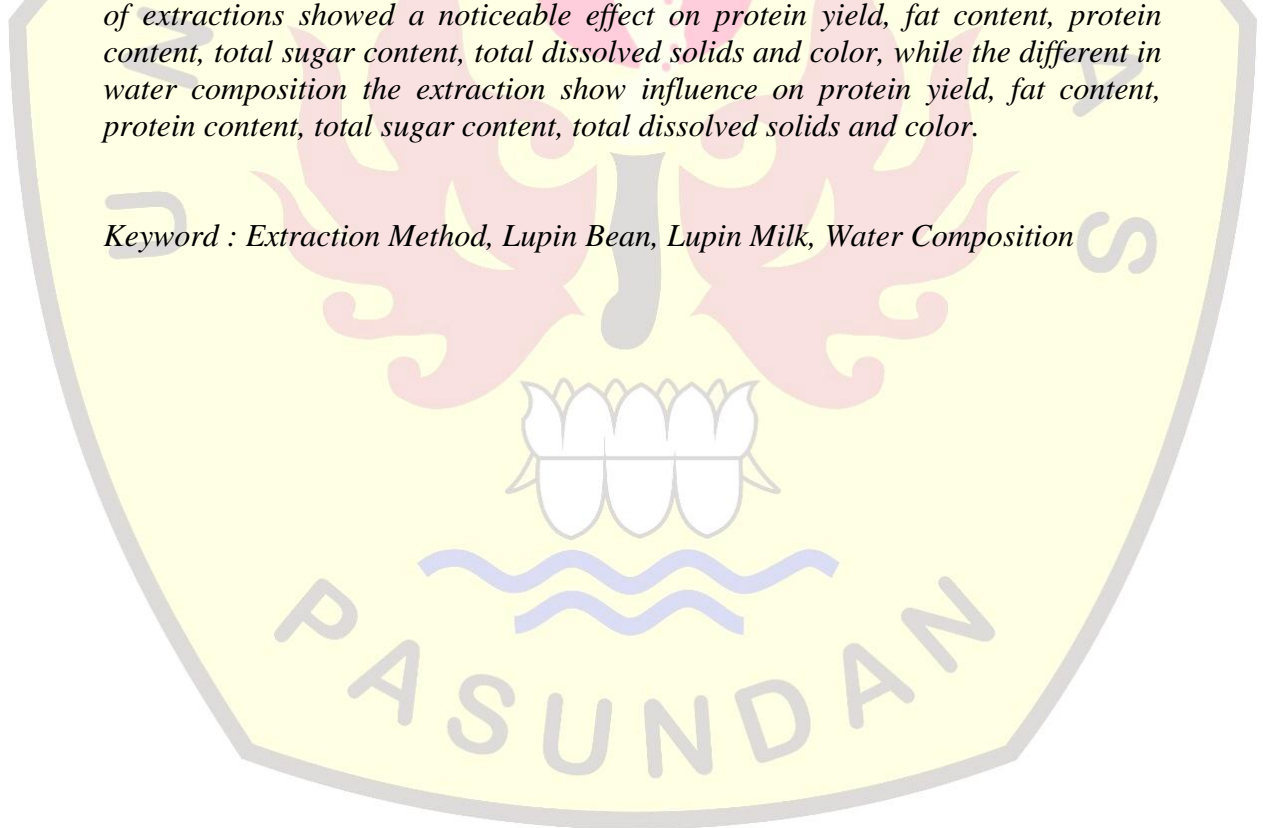 of extractions showed a noticeable effect on protein yield, fat content, protein
content, total sugar content, total dissolved solids and color, while the different in
water composition the extraction show influence on protein yield, fat content,
protein content, total sugar content, total dissolved solids and color.
Keyword : Extraction Method, Lupin Bean, Lupin Milk, Water Composition
U N A S
PASUNDAN